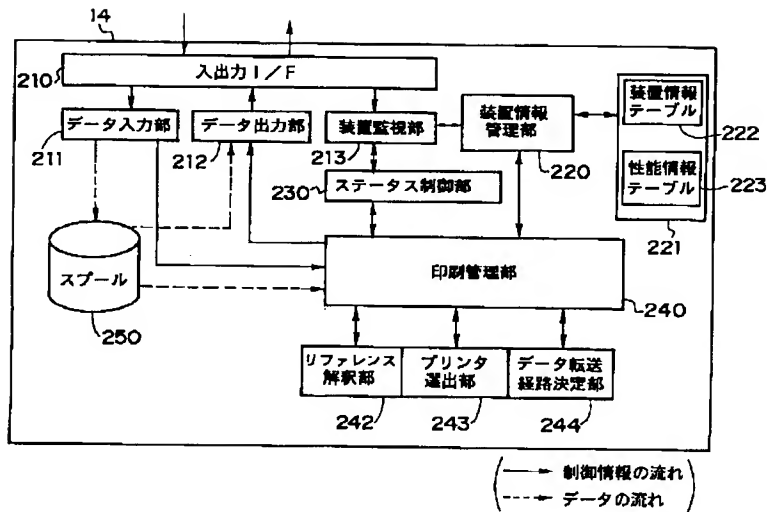 14
入出力I/F
210
データ入力部
211
データ出力部
212
装置監視部
213
装置情報
管理部
220
装置情報
テーブル
222
性能情報
テーブル
223
221
230
ステータス制御部
スプール
250
印刷管理部
240
リファレンス
解釈部
242
プリンタ
選出部
243
データ転送
経路決定部
244
制御情報の流れ
データの流れ